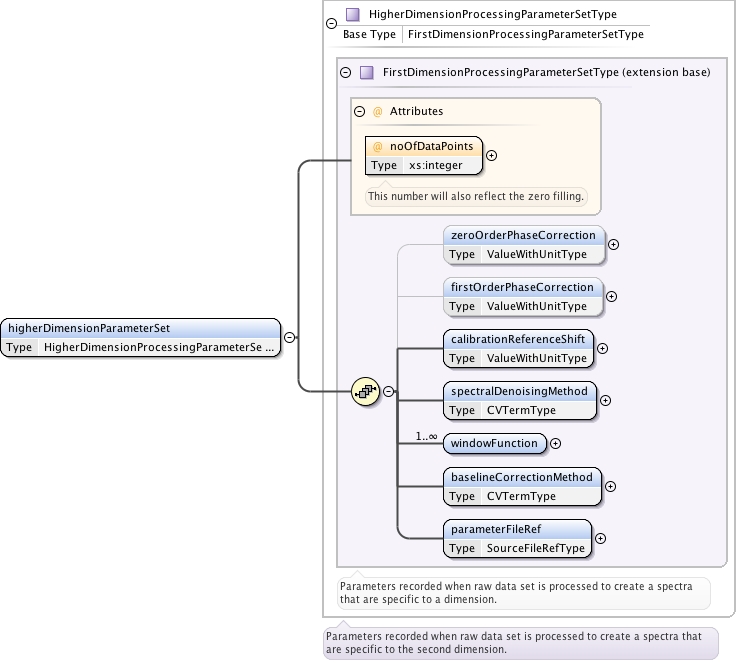 HigherDimensionProcessingParameterSetType
Base Type FirstDimensionProcessingParameterSetType
FirstDimensionProcessingParameterSetType (extension base)
@ Attributes
@ noOfDataPoints
Type xs:integer
This number will also reflect the zero filling.
zeroOrderPhaseCorrection
Type ValueWithUnitType
firstOrderPhaseCorrection
Type ValueWithUnitType
higherDimensionParameterSet
Type HigherDimensionProcessingParameterSe ...
calibrationReferenceShift
Type ValueWithUnitType
spectralDenoisingMethod
Type CVTermType
1..∞
windowFunction
baselineCorrectionMethod
Type CVTermType
parameterFileRef
Type SourceFileRefType
Parameters recorded when raw data set is processed to create a spectra
that are specific to a dimension.
Parameters recorded when raw data set is processed to create a spectra that
are specific to the second dimension.